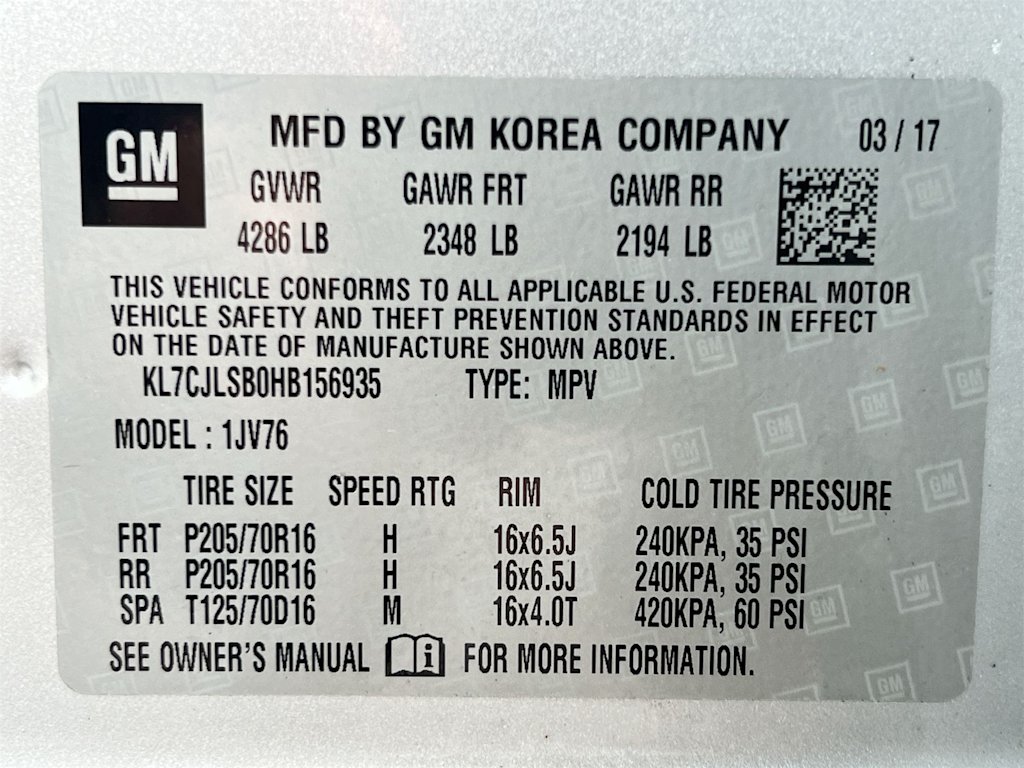 GM
MFD BY GM KOREA COMPANY 03 / 17
GVWR GAWR FRT GAWR RR
4286 LB 2348 LB 2194 LB
THIS VEHICLE CONFORMS TO ALL APPLICABLE U.S. FEDERAL MOTOR
VEHICLE SAFETY AND THEFT PREVENTION STANDARDS IN EFFECT
ON THE DATE OF MANUFACTURE SHOWN ABOVE.
KL7CJLSB0HB156935 TYPE: MPV
MODEL : 1JV76
TIRE SIZE SPEED RTG RIM COLD TIRE PRESSURE
FRT P205/70R16 H 16x6.5J 240KPA, 35 PSI
RR P205/70R16 H 16x6.5J 240KPA, 35 PSI
SPA T125/70D16 M 16x4.0T 420KPA, 60 PSI
SEE OWNER'S MANUAL i FOR MORE INFORMATION.